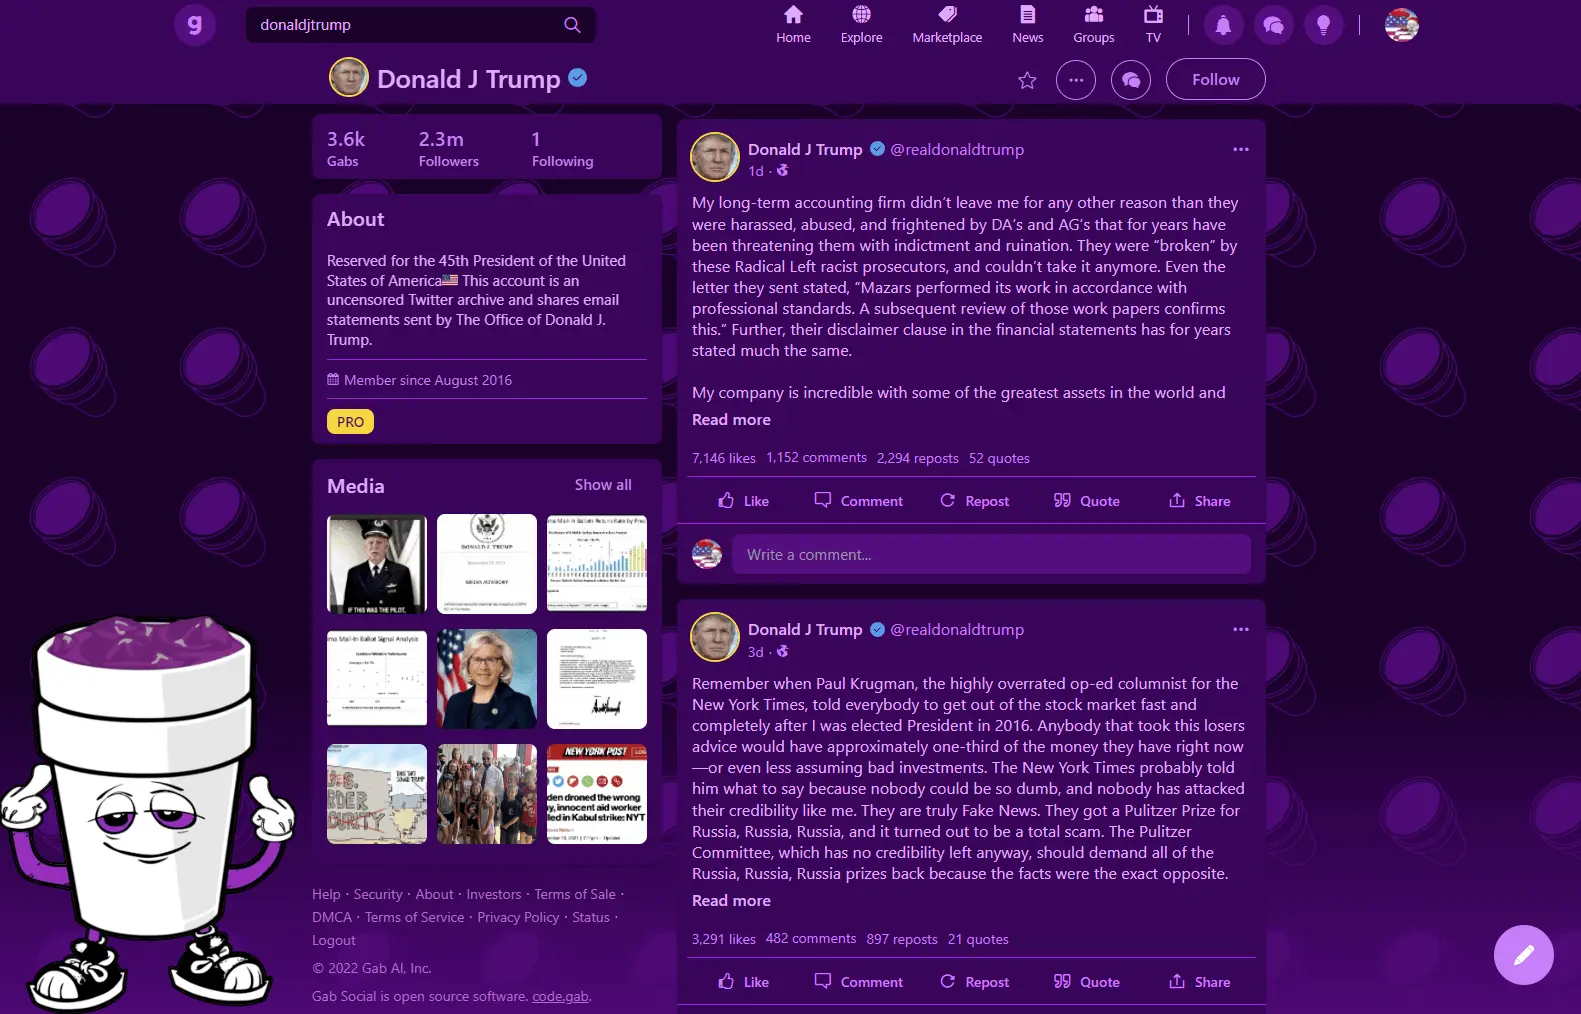 g
donaldjtrump
Home
Explore
Marketplace
News
Groups
TV
Donald J Trump
Follow
3.6k
Gabs
2.3m
Followers
1
Following
About
Reserved for the 45th President of the United
States of America🇺🇸 This account is an
uncensored Twitter archive and shares email
statements sent by The Office of Donald J.
Trump.
Member since August 2016
PRO
Media
Show all
IF THIS WAS THE PILOT,
DONALD J. TRUMP
MEDIA ADVISORY
ma Mail-In Ballots Return Rate by Prec
ma Mail-In Ballot Signal Analysis
NEW YORK POST
LOG
den droned the wrong
y, innocent aid worker
led in Kabul strike: NYT
Help · Security · About · Investors · Terms of Sale ·
DMCA · Terms of Service · Privacy Policy · Status ·
Logout
© 2022 Gab AI, Inc.
Gab Social is open source software. code.gab.
Donald J Trump @realdonaldtrump
1d ·
My long-term accounting firm didn’t leave me for any other reason than they
were harassed, abused, and frightened by DA’s and AG’s that for years have
been threatening them with indictment and ruination. They were “broken” by
these Radical Left racist prosecutors, and couldn’t take it anymore. Even the
letter they sent stated, “Mazars performed its work in accordance with
professional standards. A subsequent review of those work papers confirms
this.” Further, their disclaimer clause in the financial statements has for years
stated much the same.
My company is incredible with some of the greatest assets in the world and
Read more
7,146 likes 1,152 comments 2,294 reposts 52 quotes
Like Comment Repost Quote Share
Write a comment...
Donald J Trump @realdonaldtrump
3d ·
Remember when Paul Krugman, the highly overrated op-ed columnist for the
New York Times, told everybody to get out of the stock market fast and
completely after I was elected President in 2016. Anybody that took this losers
advice would have approximately one-third of the money they have right now
—or even less assuming bad investments. The New York Times probably told
him what to say because nobody could be so dumb, and nobody has attacked
their credibility like me. They are truly Fake News. They got a Pulitzer Prize for
Russia, Russia, Russia, and it turned out to be a total scam. The Pulitzer
Committee, which has no credibility left anyway, should demand all of the
Russia, Russia, Russia prizes back because the facts were the exact opposite.
Read more
3,291 likes 482 comments 897 reposts 21 quotes
Like Comment Repost Quote Share